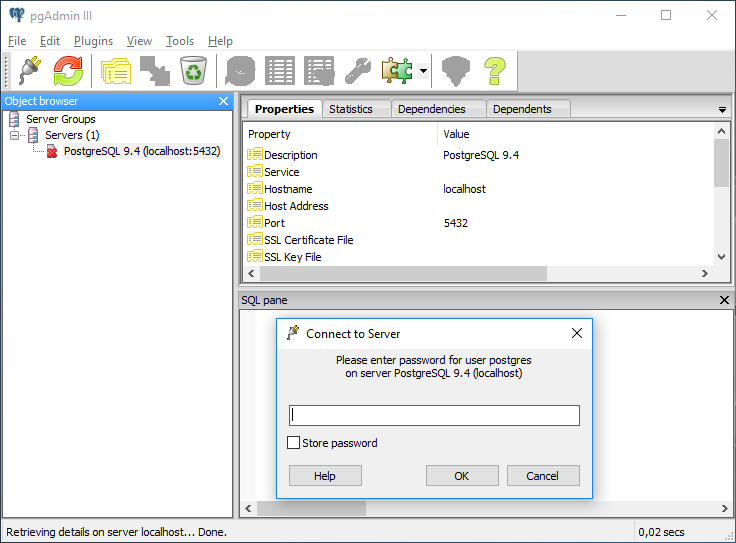 pgAdmin III
File Edit Plugins View Tools Help
Object browser
Server Groups
Servers (1)
PostgreSQL 9.4 (localhost:5432)
Properties Statistics Dependencies Dependents
Property Value
Description PostgreSQL 9.4
Service
Hostname localhost
Host Address
Port 5432
SSL Certificate File
SSL Key File
SQL pane
Connect to Server
Please enter password for user postgres
on server PostgreSQL 9.4 (localhost)
Store password
Help OK Cancel
Retrieving details on server localhost... Done. 0,02 secs